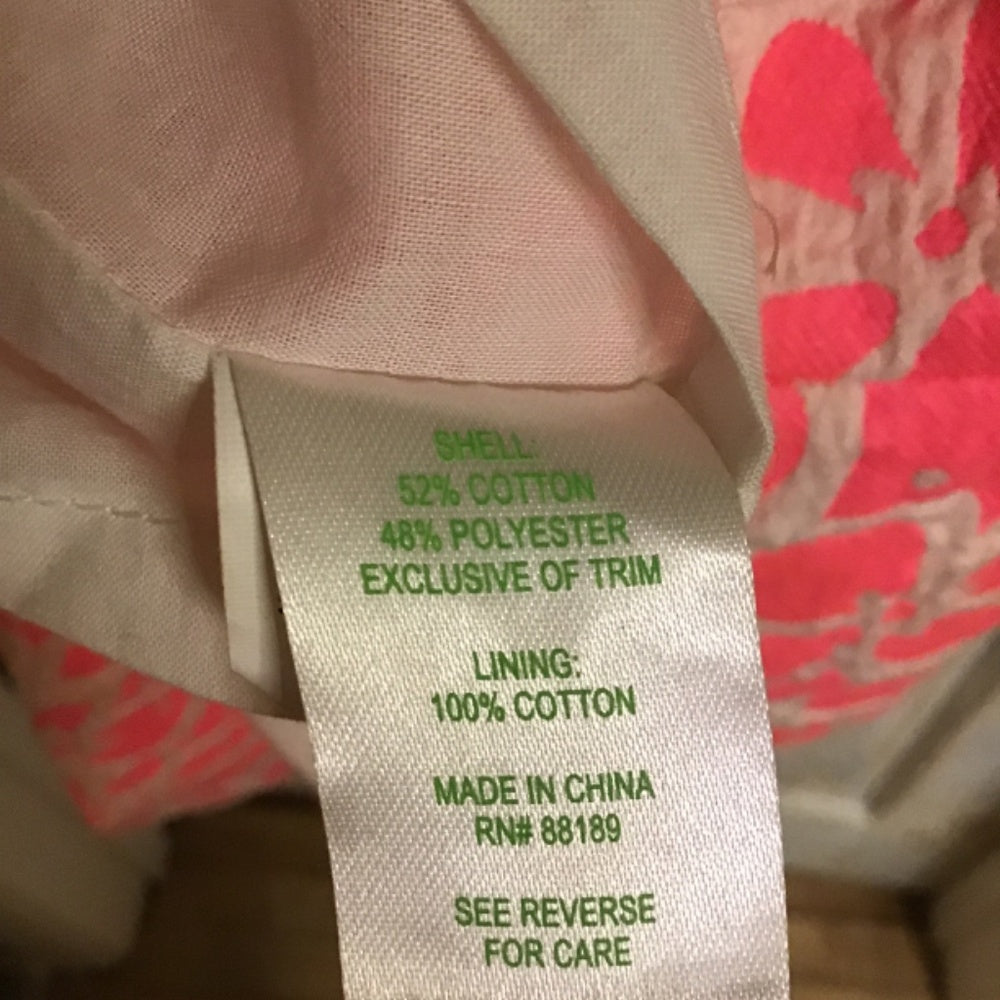 SHELL:
52% COTTON
48% POLYESTER
EXCLUSIVE OF TRIM
LINING:
100% COTTON
MADE IN CHINA
RN# 88189
SEE REVERSE
FOR CARE